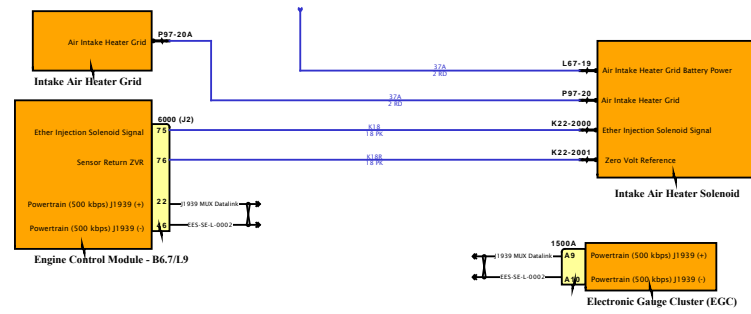 P97-20A
Air Intake Heater Grid
Intake Air Heater Grid
37A
2 RD
L67-19
Air Intake Heater Grid Battery Power
37A
2 RD
P97-20
Air Intake Heater Grid
6000 (J2)
Ether Injection Solenoid Signal
75
K18
18 PK
K22-2000
Ether Injection Solenoid Signal
Sensor Return ZVR
76
K18R
18 PK
K22-2001
Zero Volt Reference
Intake Air Heater Solenoid
Powertrain (500 kbps) J1939 (+)
22
J1939 MUX Datalink
Powertrain (500 kbps) J1939 (-)
46
EES-SE-L-0002
Engine Control Module - B6.7/L9
1500A
J1939 MUX Datalink
A9
Powertrain (500 kbps) J1939 (+)
EES-SE-L-0002
A10
Powertrain (500 kbps) J1939 (-)
Electronic Gauge Cluster (EGC)